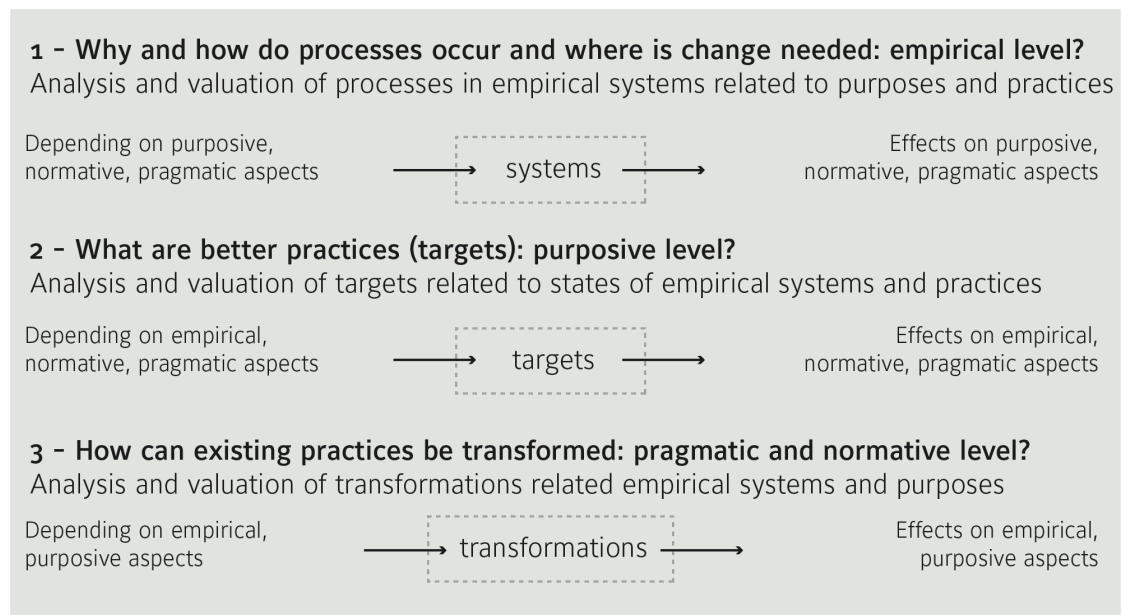 1 - Why and how do processes occur and where is change needed: empirical level?
Analysis and valuation of processes in empirical systems related to purposes and practices
Depending on purposive,
normative, pragmatic aspects
systems
Effects on purposive,
normative, pragmatic aspects
2 - What are better practices (targets): purposive level?
Analysis and valuation of targets related to states of empirical systems and practices
Depending on empirical,
normative, pragmatic aspects
targets
Effects on empirical,
normative, pragmatic aspects
3 - How can existing practices be transformed: pragmatic and normative level?
Analysis and valuation of transformations related empirical systems and purposes
Depending on empirical,
purposive aspects
transformations
Effects on empirical,
purposive aspects